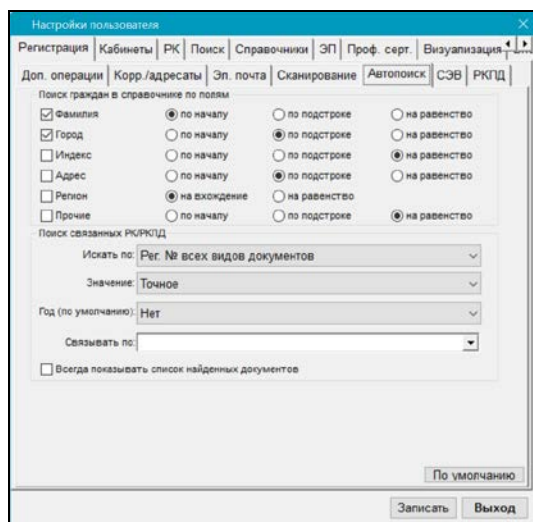 Настройки пользователя
Регистрация Кабинеты РК Поиск Справочники ЭП Проф. серт. Визуализация
Доп. операции Корр./адресаты Эл. почта Сканирование Автопоиск СЭВ РКПД
Поиск граждан в справочнике по полям
Фамилия по началу по подстроке на равенство
Город по началу по подстроке на равенство
Индекс по началу по подстроке на равенство
Адрес по началу по подстроке на равенство
Регион на вхождение на равенство
Прочие по началу по подстроке на равенство
Поиск связанных РК/РКПД
Искать по: Рег. № всех видов документов
Значение: Точное
Год (по умолчанию): Нет
Связывать по:
Всегда показывать список найденных документов
По умолчанию
Записать Выход